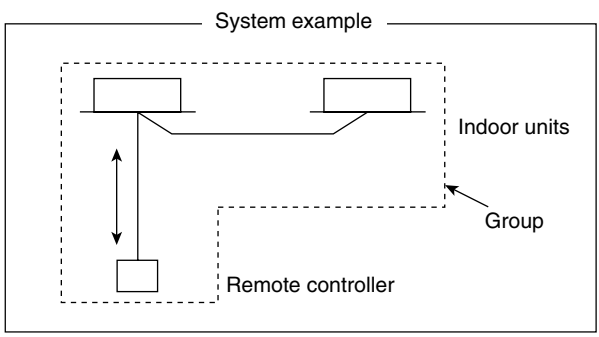 System example
Indoor units
Group
Remote controller